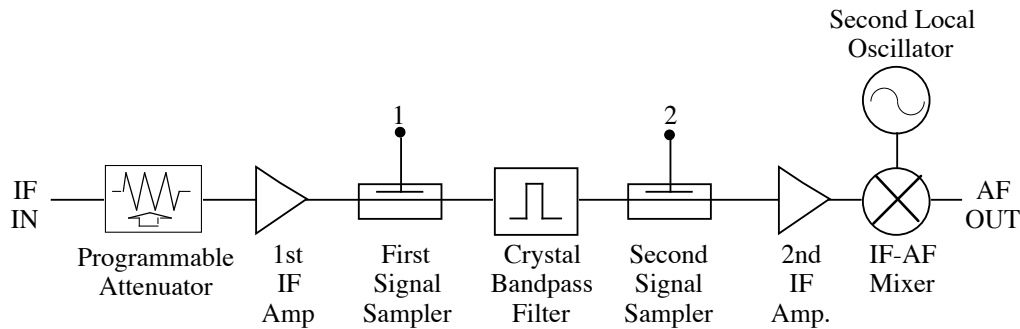 Second Local
Oscillator
1
2
IF
IN
AF
OUT
Programmable
Attenuator
1st
IF
Amp
First
Signal
Sampler
Crystal
Bandpass
Filter
Second
Signal
Sampler
2nd
IF
Amp.
IF-AF
Mixer